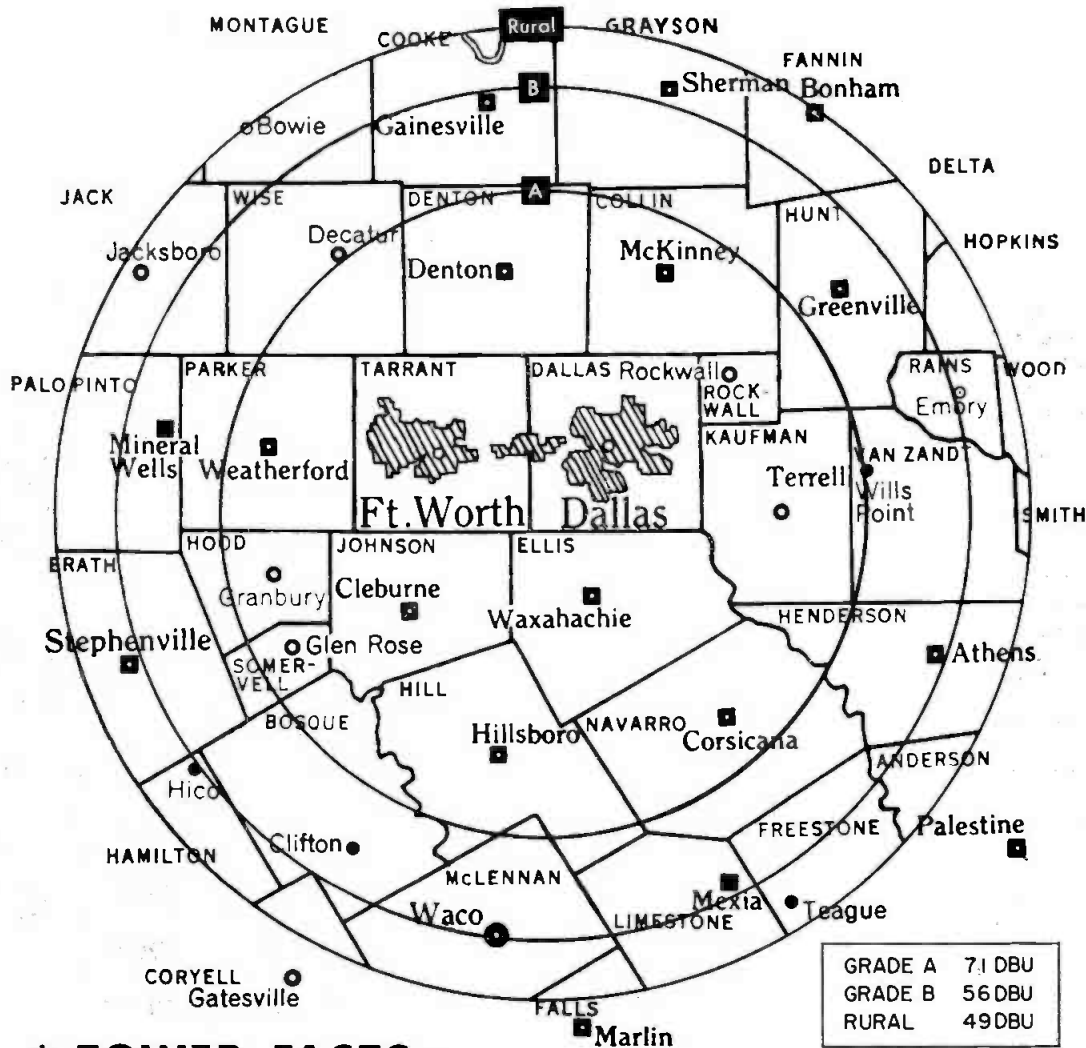 MONTAGUE
COOKE
Rural
GRAYSON
FANNIN
B
Sherman
Bonham
Bowie
Gainesville
DELTA
JACK
WISE
DENTON
A
COLLIN
HUNT
HOPKINS
Jacksboro
Decatur
Denton
McKinney
Greenville
PALO PINTO
PARKER
TARRANT
DALLAS
Rockwall
ROCK-
WALL
RAINS
WOOD
Emory
Mineral
Wells
Weatherford
KAUFMAN
Terrell
VAN ZANDT
Wills
Point
Ft. Worth
Dallas
SMITH
ERATH
HOOD
JOHNSON
ELLIS
Granbury
Cleburne
Waxahachie
HENDERSON
Stephenville
Glen Rose
Athens
SOMER-
VELL
HILL
BOSQUE
Hillsboro
NAVARRO
Corsicana
ANDERSON
Hico
Clifton
FREESTONE
Palestine
HAMILTON
McLENNAN
Mexia
Waco
LIMESTONE
Teague
CORYELL
Gatesville
FALLS
Marlin
GRADE A 71 DBU
GRADE B 56 DBU
RURAL 49 DBU